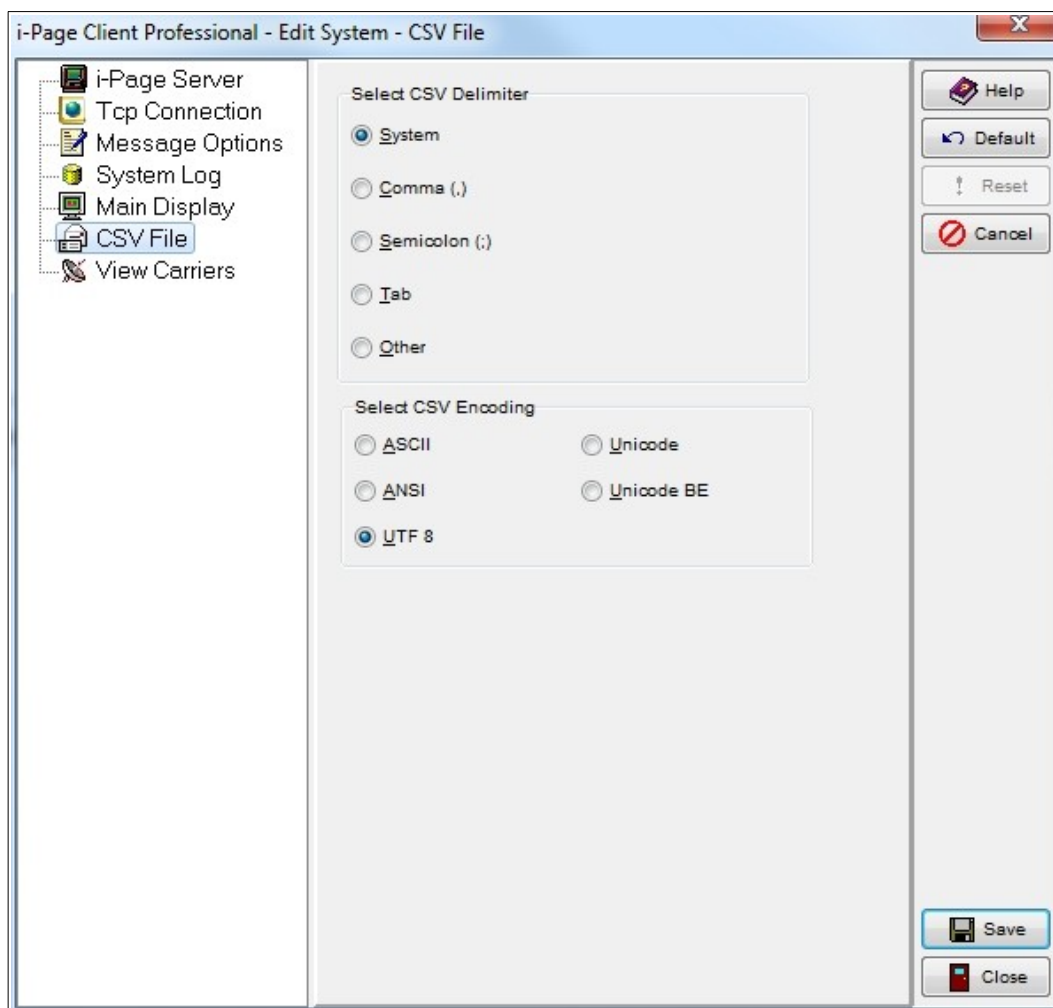 i-Page Client Professional - Edit System - CSV File
X
i-Page Server
Tcp Connection
Message Options
System Log
Main Display
CSV File
View Carriers
Select CSV Delimiter
System
Comma (,)
Semicolon (;)
Tab
Other
Select CSV Encoding
ASCII
Unicode
ANSI
Unicode BE
UTF 8
Help
Default
Reset
Cancel
Save
Close